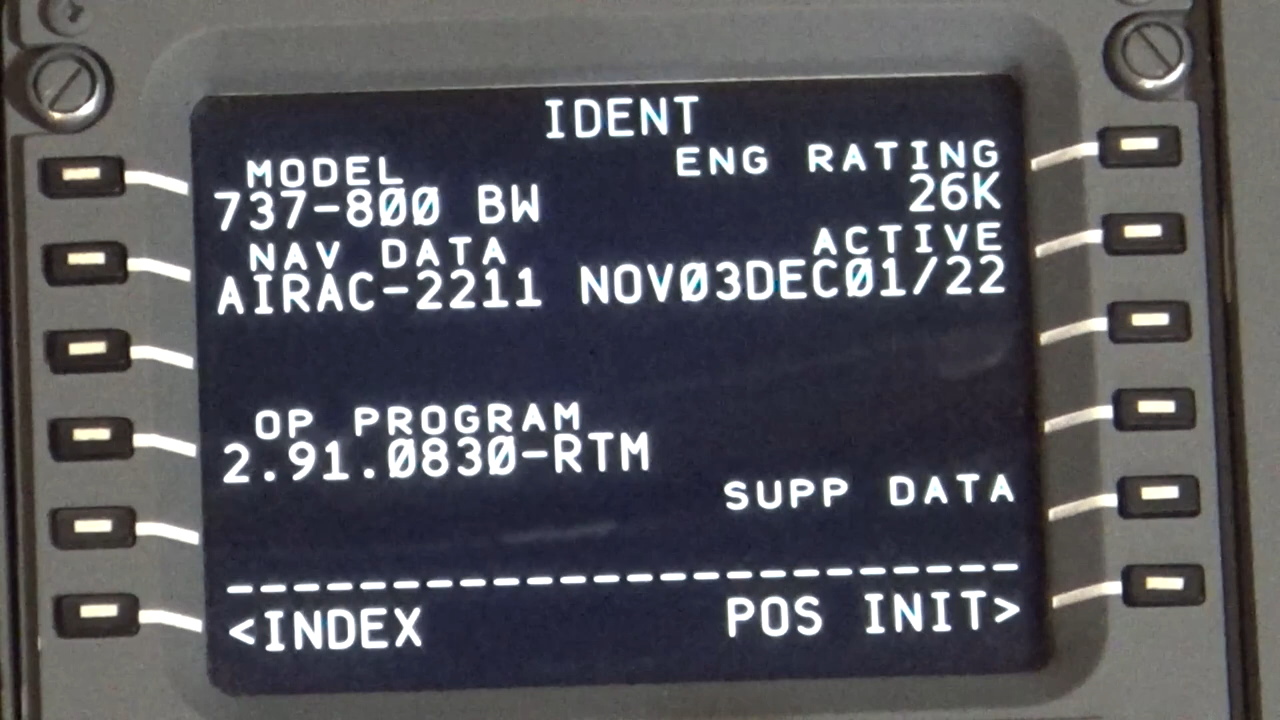 IDENT
MODEL ENG RATING
737-800 BW 26K
NAV DATA ACTIVE
AIRAC-2211 NOV03DEC01/22
OP PROGRAM
2.91.0830-RTM
SUPP DATA
------------------------
<INDEX POS INIT>